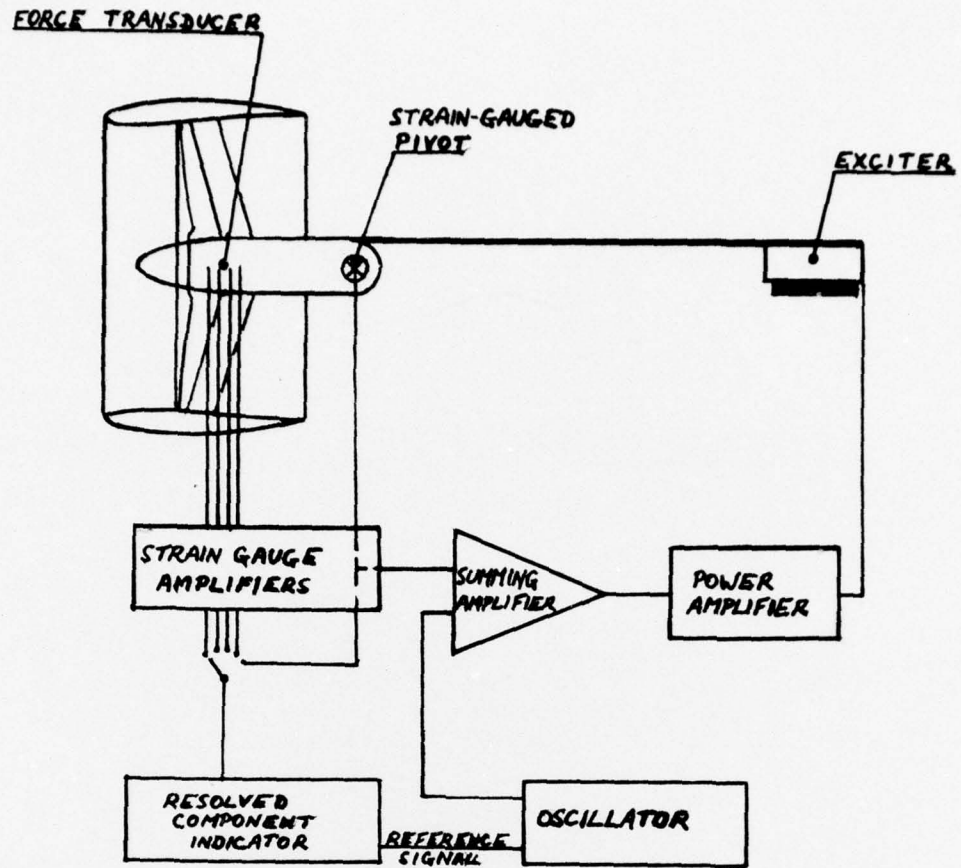 FORCE TRANSDUCER
STRAIN-GAUGED
PIVOT
EXCITER
STRAIN GAUGE
AMPLIFIERS
SUMMING
AMPLIFIER
POWER
AMPLIFIER
RESOLVED
COMPONENT
INDICATOR
REFERENCE
SIGNAL
OSCILLATOR